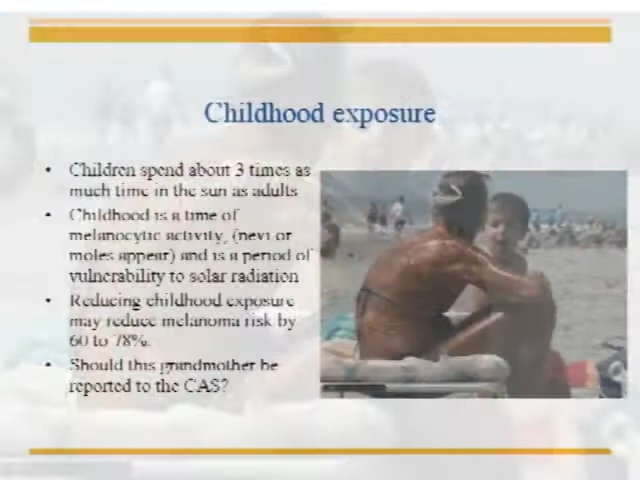 Childhood exposure
• Children spend about 3 times as
much time in the sun as adults
• Childhood is a time of
melanocytic activity, (nevi or
moles appear) and is a period of
vulnerability to solar radiation
• Reducing childhood exposure
may reduce melanoma risk by
60 to 78%.
• Should this grandmother be
reported to the CAS?